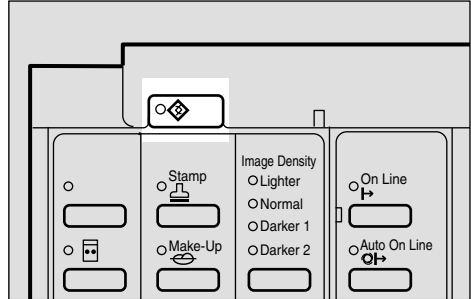 Stamp
Make-Up
Image Density
Lighter
Normal
Darker 1
Darker 2
On Line
Auto On Line